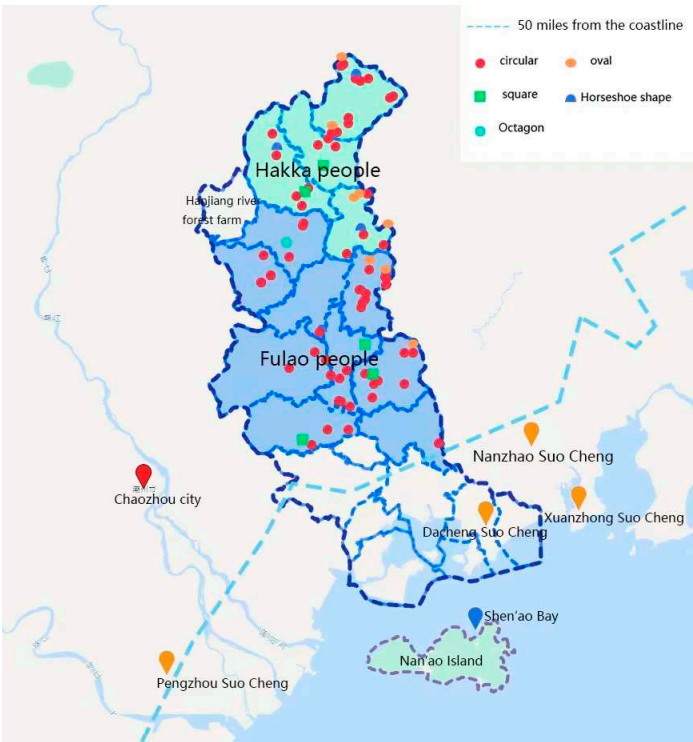 50 miles from the coastline
circular
oval
square
Horseshoe shape
Octagon
Hakka people
Hanjiang river
forest farm
Fulao people
Nanzhao Suo Cheng
Chaozhou city
Xuanzhong Suo Cheng
Dacheng Suo Cheng
Shen'ao Bay
Nan'ao Island
Pengzhou Suo Cheng